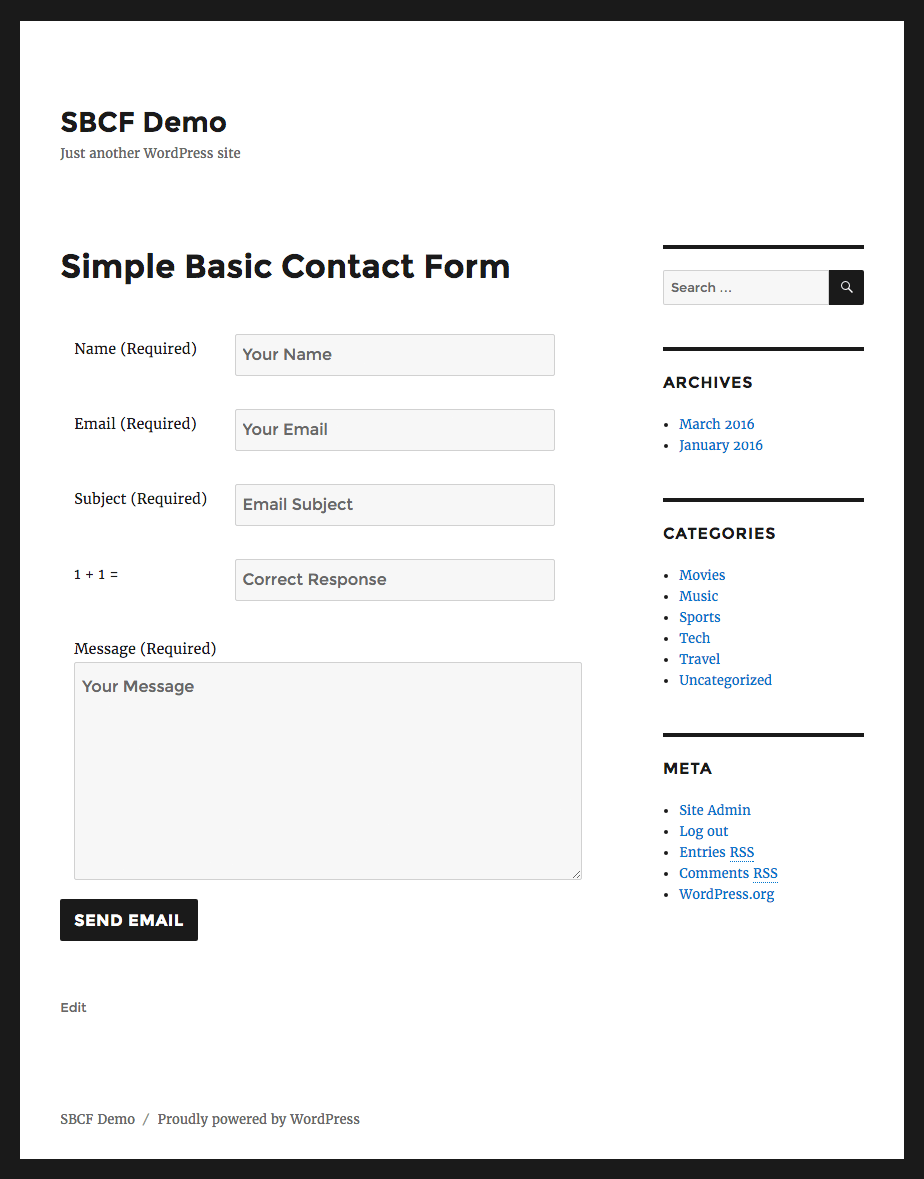 SBCF Demo
Just another WordPress site
Simple Basic Contact Form
Name (Required)
Your Name
Email (Required)
Your Email
Subject (Required)
Email Subject
1 + 1 =
Correct Response
Message (Required)
Your Message
SEND EMAIL
Edit
Search ...
ARCHIVES
March 2016
January 2016
CATEGORIES
Movies
Music
Sports
Tech
Travel
Uncategorized
META
Site Admin
Log out
Entries RSS
Comments RSS
WordPress.org
SBCF Demo / Proudly powered by WordPress